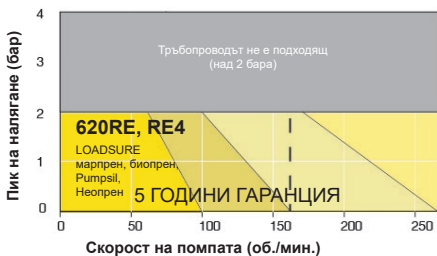 Пик на налягане (бар)
4
3
2
1
0
Тръбопроводът не е подходящ
(над 2 бара)
620RE, RE4
LOADSURE
марпрен, биопрен,
Pumpsil,
Неопрен
5 ГОДИНИ ГАРАНЦИЯ
0 50 100 150 200 250
Скорост на помпата (об./мин.)